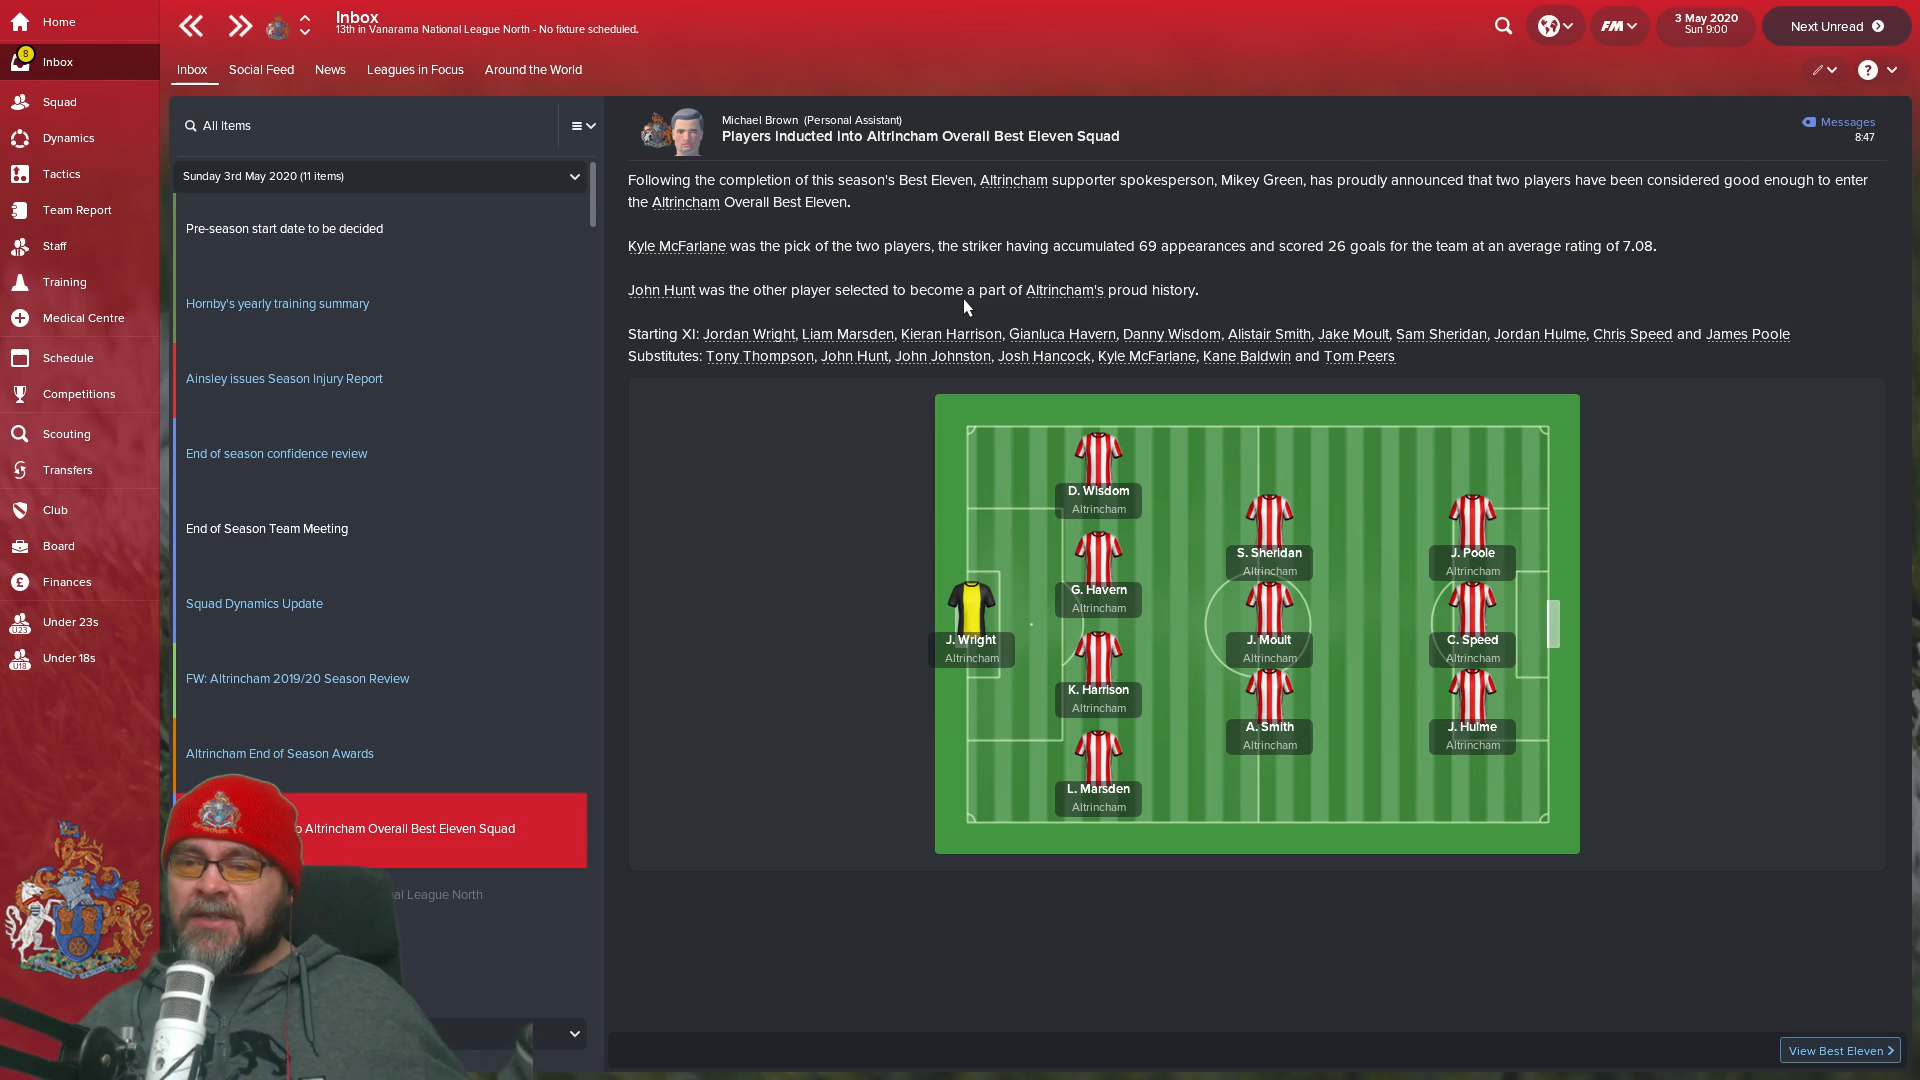 Home
8
Inbox
Squad
Dynamics
Tactics
Team Report
Staff
Training
Medical Centre
Schedule
Competitions
Scouting
Transfers
Club
Board
Finances
U23
Under 23s
U18
Under 18s
Inbox
13th in Vanarama National League North - No fixture scheduled.
FM
3 May 2020
Sun 9:00
Next Unread
Inbox
Social Feed
News
Leagues in Focus
Around the World
?
All Items
Sunday 3rd May 2020 (11 items)
Pre-season start date to be decided
Hornby's yearly training summary
Ainsley issues Season Injury Report
End of season confidence review
End of Season Team Meeting
Squad Dynamics Update
FW: Altrincham 2019/20 Season Review
Altrincham End of Season Awards
o Altrincham Overall Best Eleven Squad
al League North
Michael Brown (Personal Assistant)
Players Inducted Into Altrincham Overall Best Eleven Squad
Messages
8:47
Following the completion of this season's Best Eleven, Altrincham supporter spokesperson, Mikey Green, has proudly announced that two players have been considered good enough to enter
the Altrincham Overall Best Eleven.
Kyle McFarlane was the pick of the two players, the striker having accumulated 69 appearances and scored 26 goals for the team at an average rating of 7.08.
John Hunt was the other player selected to become a part of Altrincham's proud history.
Starting XI: Jordan Wright, Liam Marsden, Kieran Harrison, Gianluca Havern, Danny Wisdom, Alistair Smith, Jake Moult, Sam Sheridan, Jordan Hulme, Chris Speed and James Poole
Substitutes: Tony Thompson, John Hunt, John Johnston, Josh Hancock, Kyle McFarlane, Kane Baldwin and Tom Peers
D. Wisdom
Altrincham
S. Sheridan
Altrincham
J. Poole
Altrincham
G. Havern
Altrincham
J. Wright
Altrincham
J. Moult
Altrincham
C. Speed
Altrincham
K. Harrison
Altrincham
A. Smith
Altrincham
J. Hulme
Altrincham
L. Marsden
Altrincham
View Best Eleven